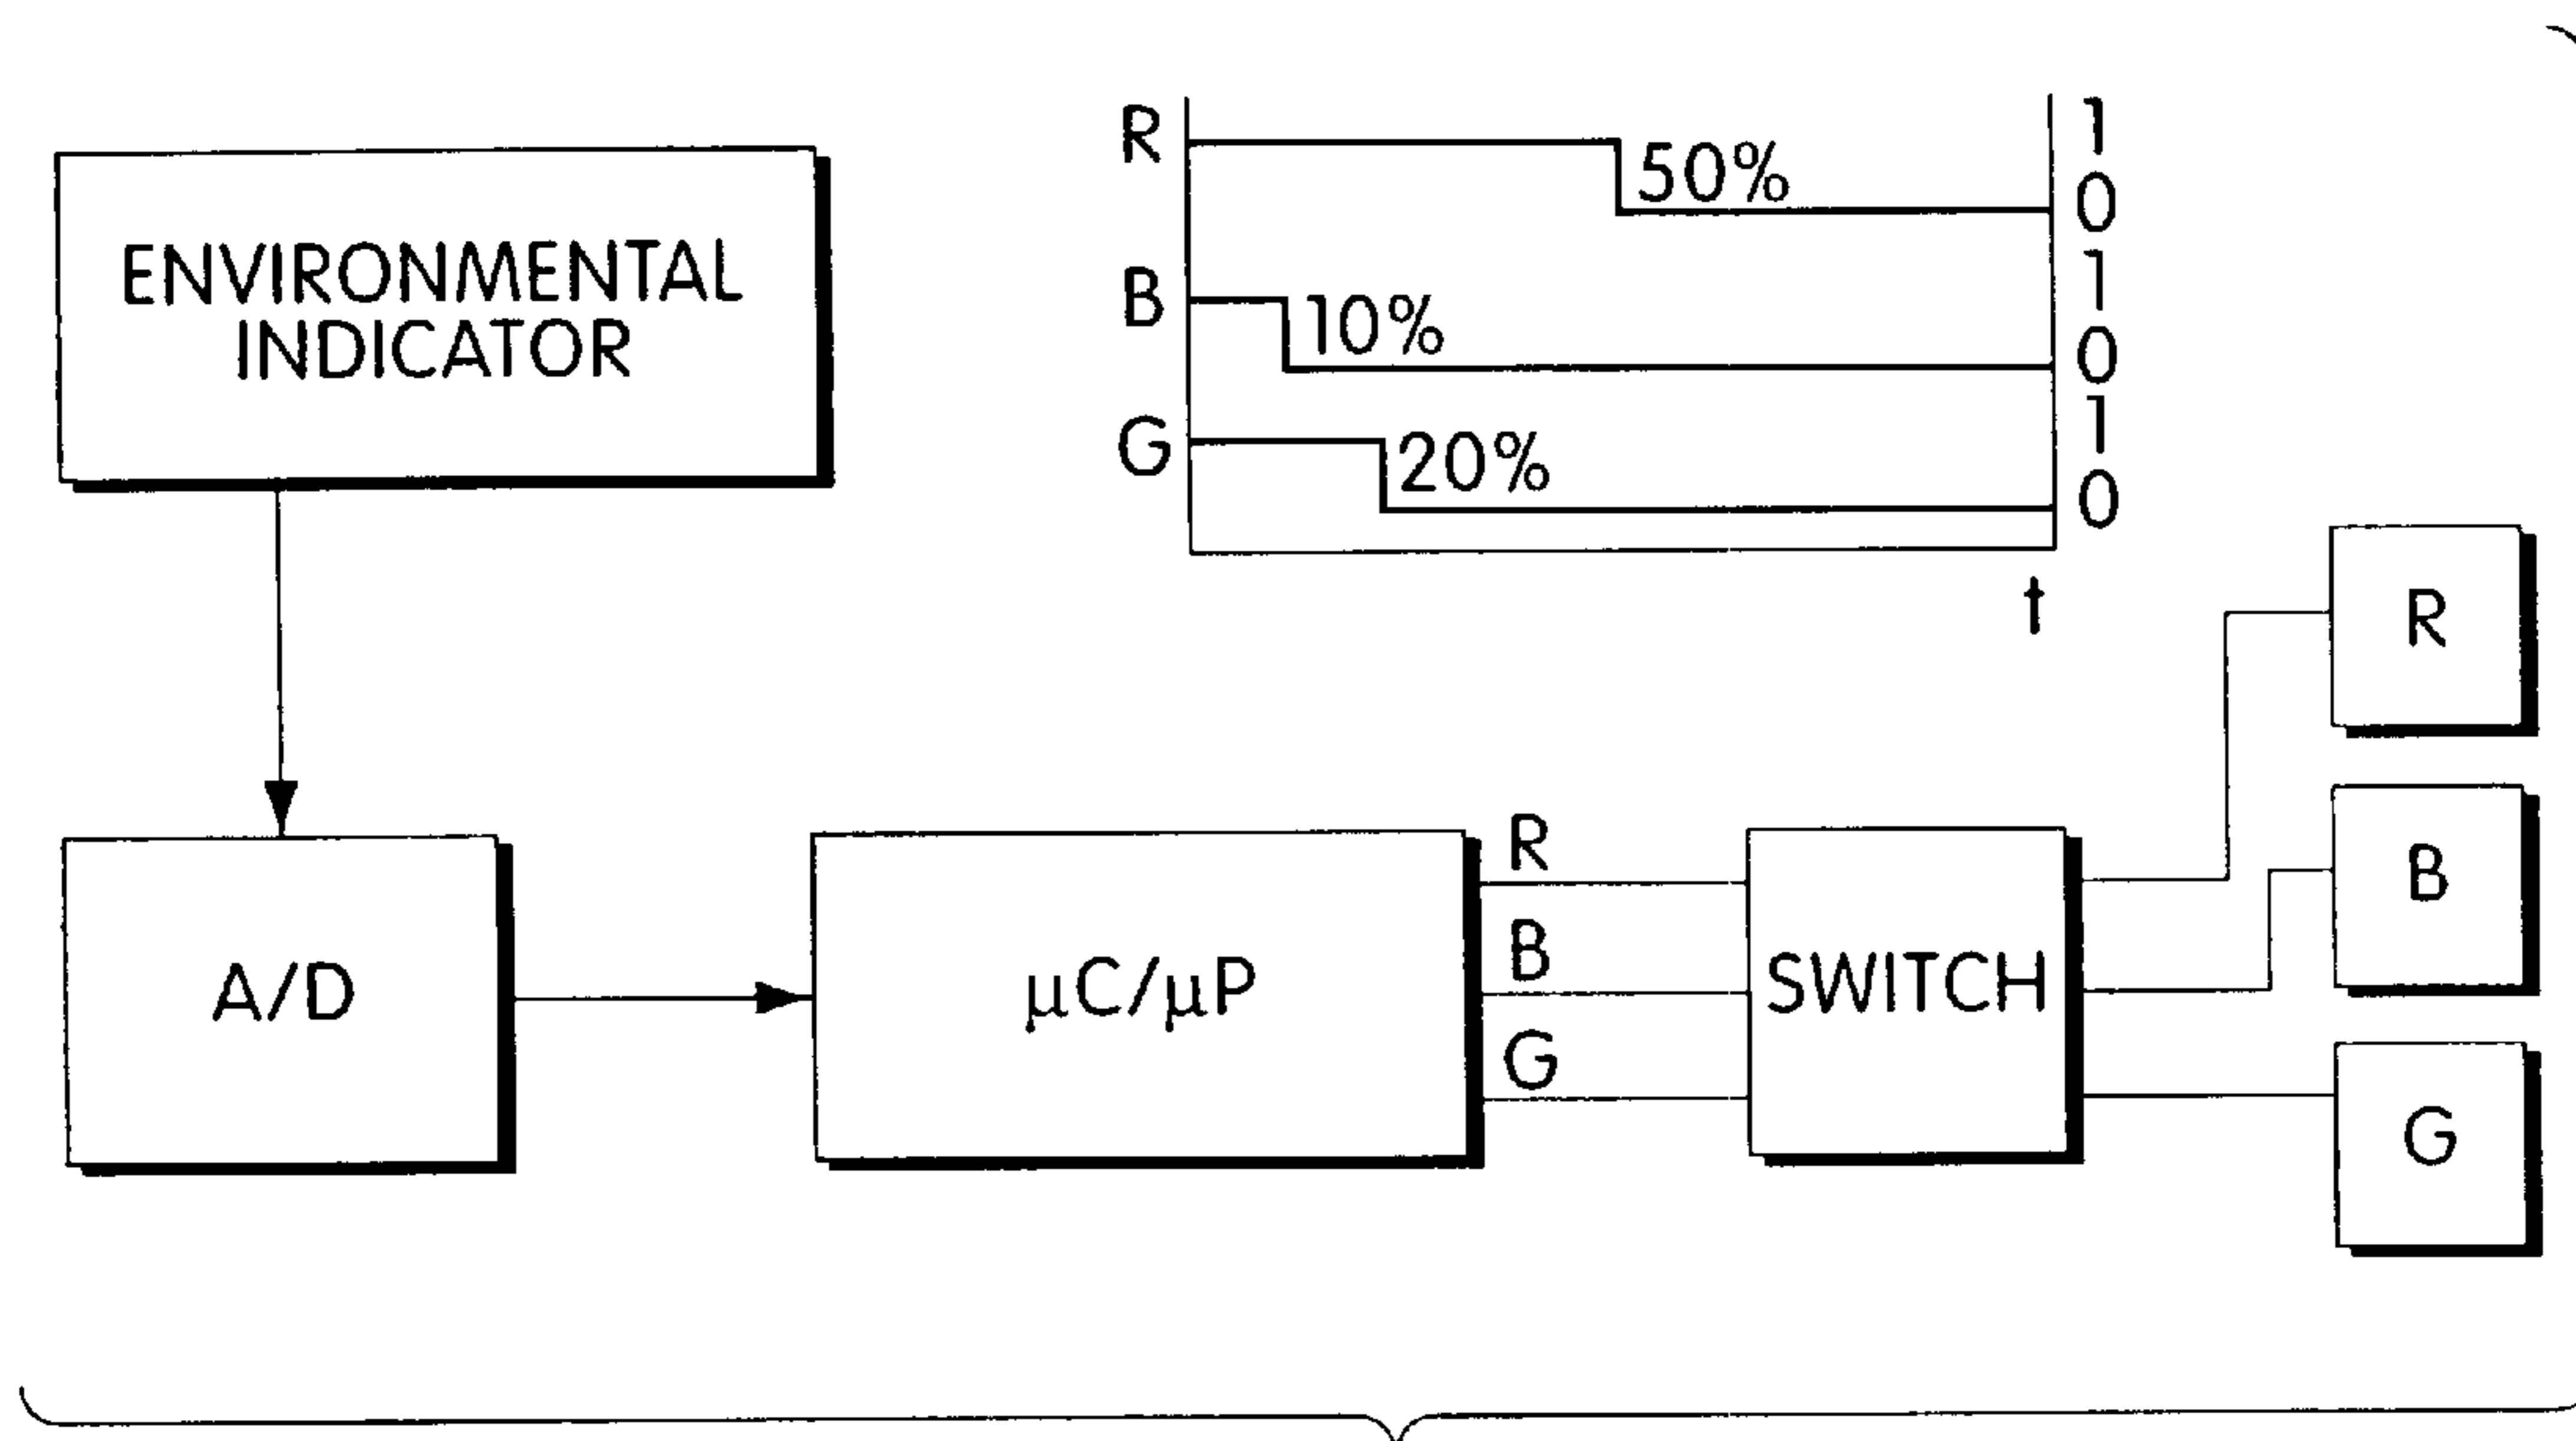 ENVIRONMENTAL
INDICATOR
R
50%
1
0
B
10%
1
0
G
20%
1
0
t
A/D
µC/µP
R
B
G
SWITCH
R
B
G